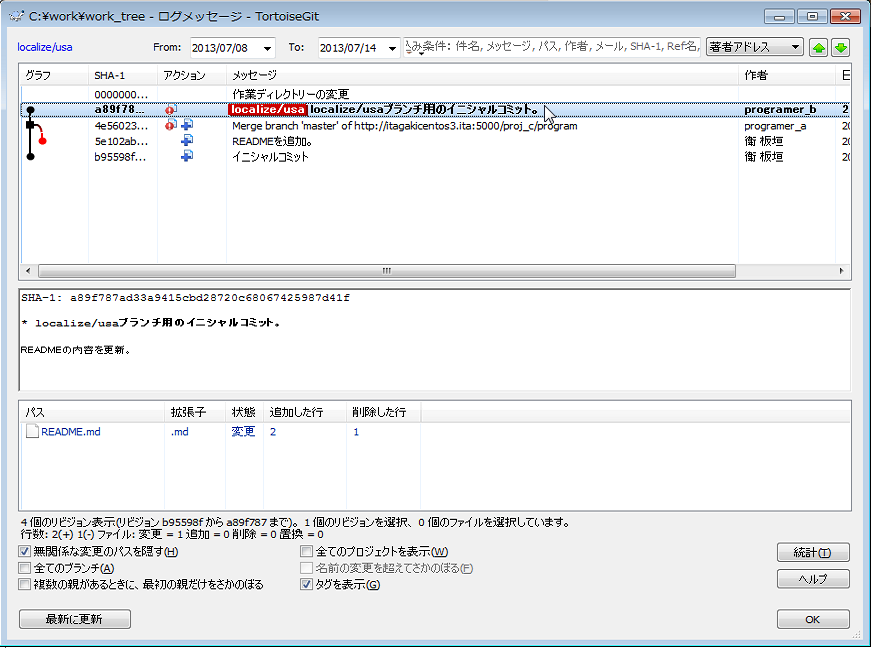 C:¥work¥work_tree - ログメッセージ - TortoiseGit
localize/usa From: 2013/07/08 To: 2013/07/14 込み条件: 件名, メッセージ, パス, 作者, メール, SHA-1, Ref名, 著者アドレス
グラフ SHA-1 アクション メッセージ 作者
0000000... 作業ディレクトリーの変更
a89f78... localize/usa localize/usaブランチ用のイニシャルコミット。 programer_b 2
4e56023... Merge branch 'master' of http://itagakicentos3.ita:5000/proj_c/program programer_a 20
5e102ab... READMEを追加。 衛 板垣 20
b95598f... イニシャルコミット 衛 板垣 20
SHA-1: a89f787ad33a9415cbd28720c68067425987d41f
* localize/usaブランチ用のイニシャルコミット。
READMEの内容を更新。
パス 拡張子 状態 追加した行 削除した行
README.md .md 変更 2 1
4 個のリビジョン表示(リビジョン b95598f から a89f787 まで)。 1 個のリビジョンを選択、0 個のファイルを選択しています。
行数: 2(+) 1(-) ファイル: 変更 = 1 追加 = 0 削除 = 0 置換 = 0
無関係な変更のパスを隠す(H) 全てのプロジェクトを表示(W) 統計(T)
全てのブランチ(A) 名前の変更を超えてさかのぼる(F) ヘルプ
複数の親があるときに、最初の親だけをさかのぼる タグを表示(G)
最新に更新 OK